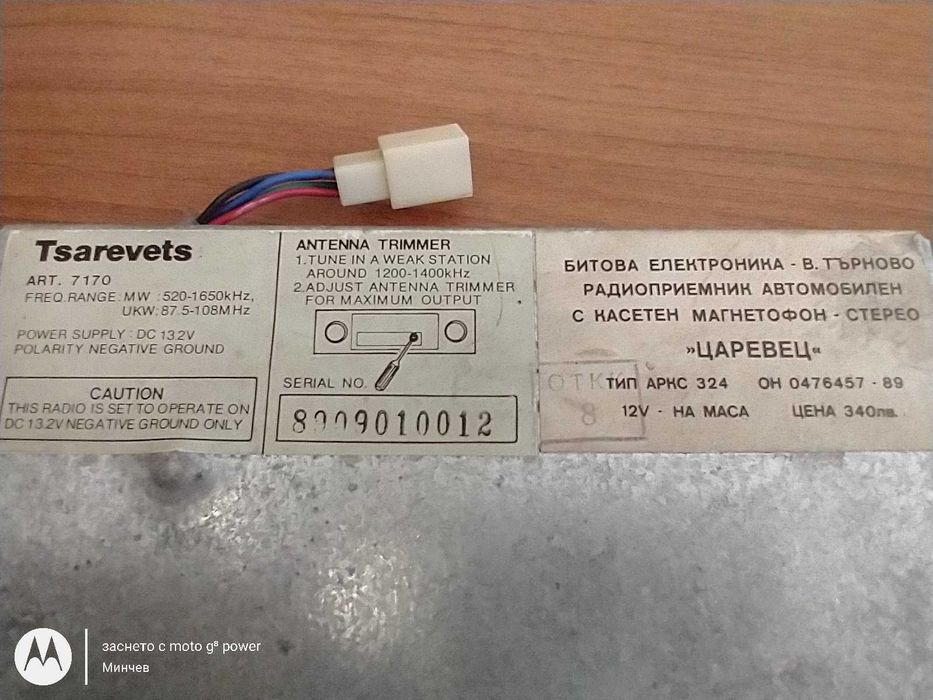 Tsarevets
ART. 7170
FREQ.RANGE: MW :520-1650kHz,
UKW: 87.5-108MHz
POWER SUPPLY: DC 13.2V
POLARITY NEGATIVE GROUND
CAUTION
THIS RADIO IS SET TO OPERATE ON
DC 13.2V NEGATIVE GROUND ONLY
ANTENNA TRIMMER
1.TUNE IN A WEAK STATION
AROUND 1200-1400kHz
2.ADJUST ANTENNA TRIMMER
FOR MAXIMUM OUTPUT
SERIAL NO.
БИТОВА ЕЛЕКТРОНИКА - В. ТЪРНОВО
РАДИОПРИЕМНИК АВТОМОБИЛЕН
С КАСЕТЕН МАГНЕТОФОН - СТЕРЕО
»ЦАРЕВЕЦ«
ТИП АРКС 324 ОН 0476457 - 89
12V - НА МАСА ЦЕНА 340лв.
ОТКК
8
заснето с moto g⁸ power
Минчев